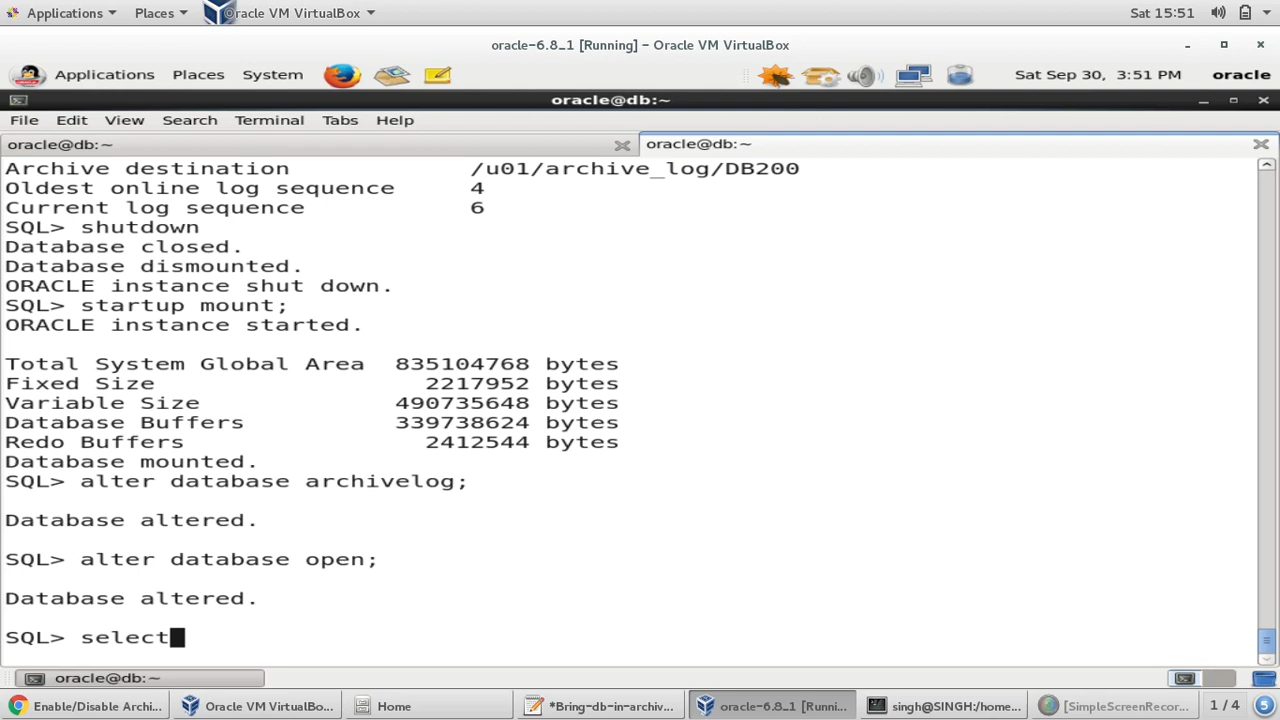 Applications Places Oracle VM VirtualBox Sat 15:51
oracle-6.8_1 [Running] – Oracle VM VirtualBox
Applications Places System Sat Sep 30, 3:51 PM oracle
oracle@db:~
File Edit View Search Terminal Tabs Help
oracle@db:~ oracle@db:~
Archive destination /u01/archive_log/DB200
Oldest online log sequence 4
Current log sequence 6
SQL> shutdown
Database closed.
Database dismounted.
ORACLE instance shut down.
SQL> startup mount;
ORACLE instance started.
Total System Global Area 835104768 bytes
Fixed Size 2217952 bytes
Variable Size 490735648 bytes
Database Buffers 339738624 bytes
Redo Buffers 2412544 bytes
Database mounted.
SQL> alter database archivelog;
Database altered.
SQL> alter database open;
Database altered.
SQL> select
oracle@db:~
Enable/Disable Archi... Oracle VM VirtualBo... Home *Bring-db-in-archiv... oracle-6.8_1 [Runni... singh@SINGH:/home... [SimpleScreenRecor... 1 / 4 5